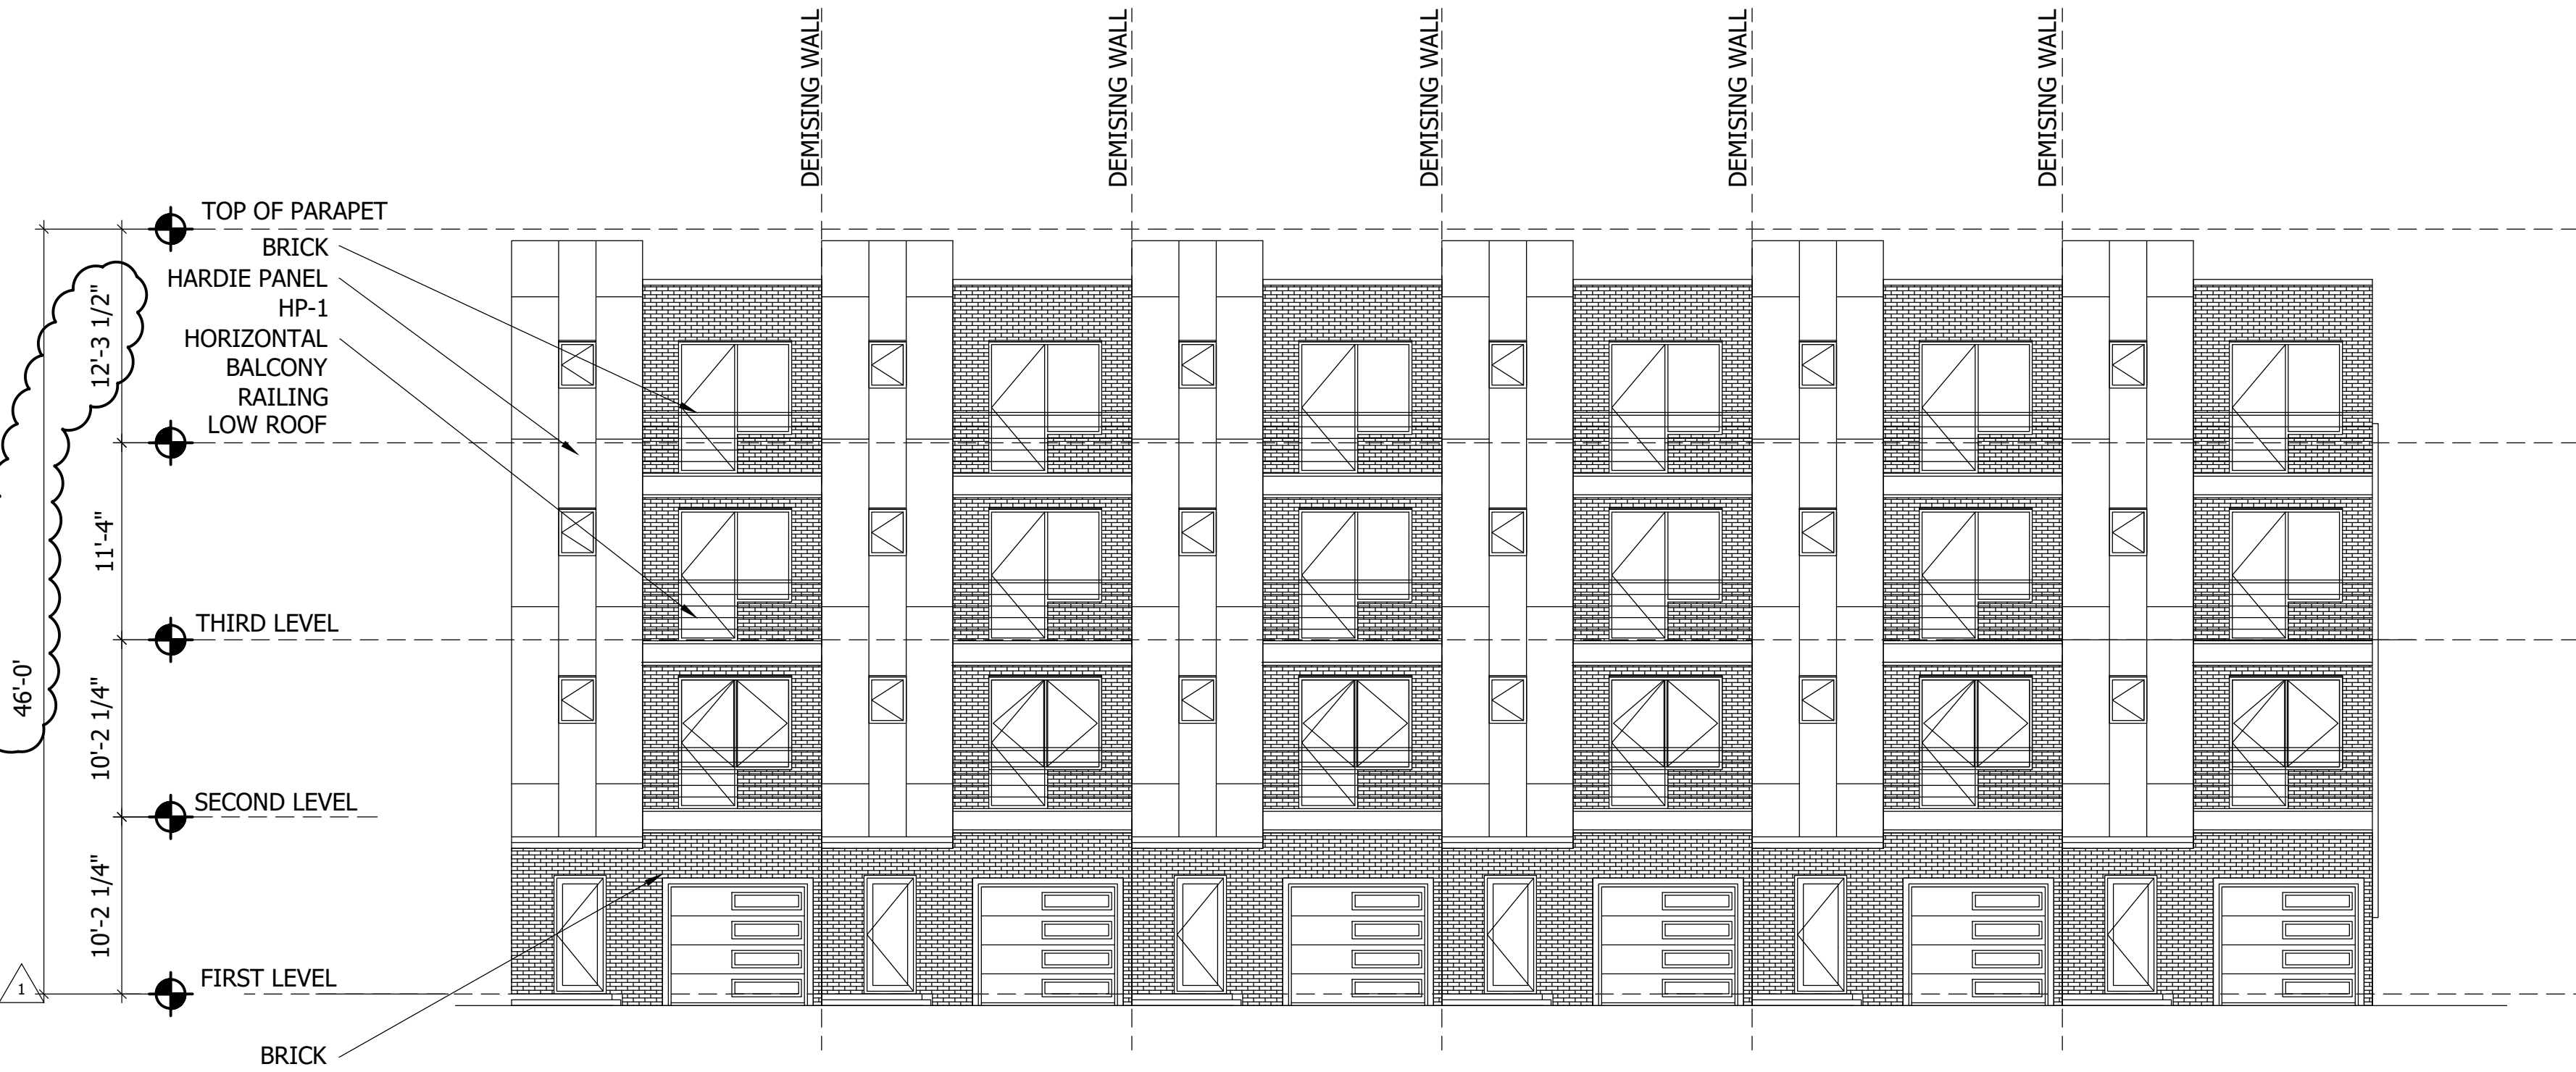 DEMISING WALL
DEMISING WALL
DEMISING WALL
DEMISING WALL
DEMISING WALL
TOP OF PARAPET
BRICK
HARDIE PANEL
HP-1
HORIZONTAL
BALCONY
RAILING
LOW ROOF
12'-3 1/2"
11'-4"
THIRD LEVEL
46'-0'
10'-2 1/4"
SECOND LEVEL
10'-2 1/4"
FIRST LEVEL
1
BRICK